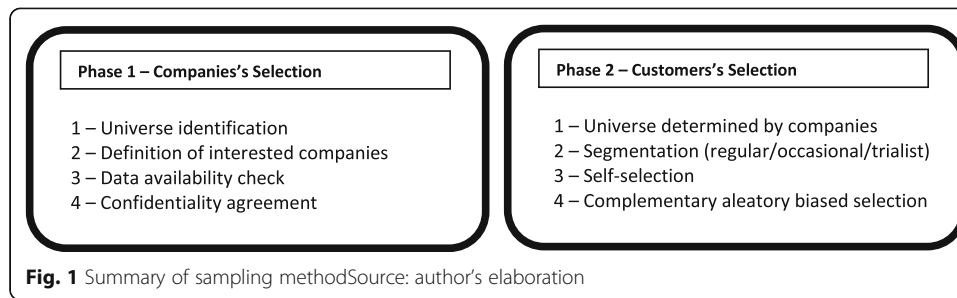 Phase 1 – Companies's Selection
1 – Universe identification
2 – Definition of interested companies
3 – Data availability check
4 – Confidentiality agreement
Phase 2 – Customers's Selection
1 – Universe determined by companies
2 – Segmentation (regular/occasional/trialist)
3 – Self-selection
4 – Complementary aleatory biased selection
Fig. 1 Summary of sampling methodSource: author's elaboration